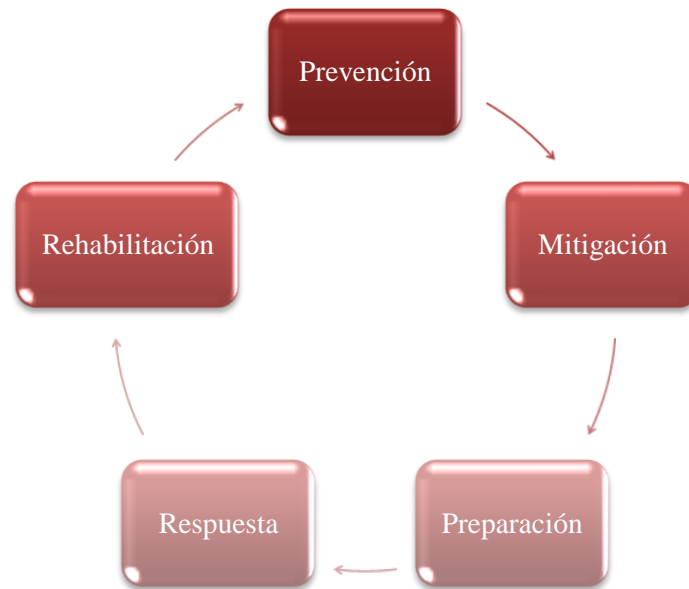 Prevención
Mitigación
Preparación
Respuesta
Rehabilitación